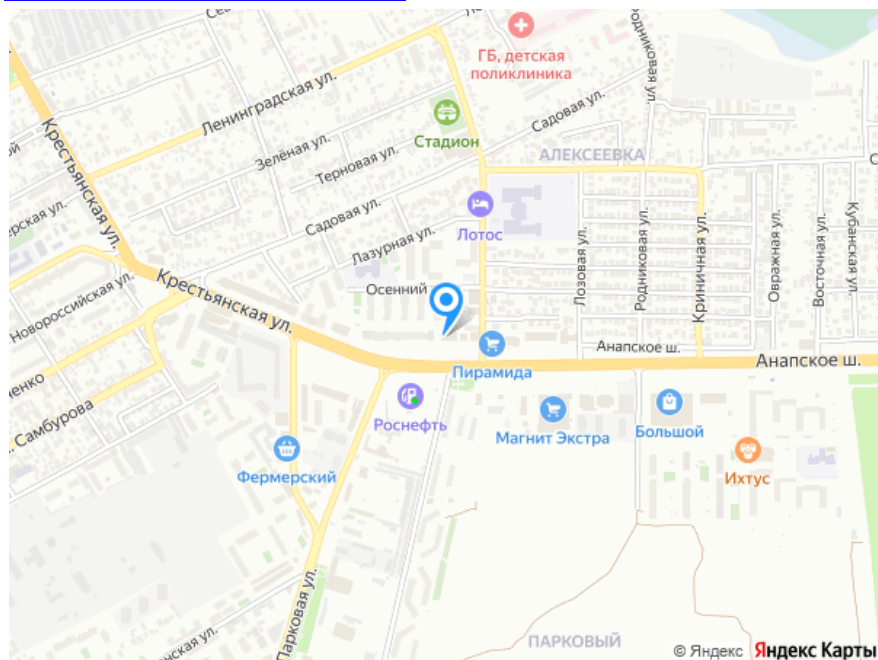 ГБ, детская
поликлиника
Родниковая ул.
Ленинградская ул.
Стадион
Садовая ул.
Зелёная ул.
АЛЕКСЕЕВКА
Терновая ул.
Крестьянская ул.
Садовая ул.
Лотос
Лазурная ул.
Лозовая ул.
Родниковая ул.
Криничная ул.
Овражная ул.
Восточная ул.
Кубанская ул.
Новороссийская ул.
Осенний
Крестьянская ул.
Анапское ш.
Анапское ш.
Пирамида
Самбурова
Роснефть
Магнит Экстра
Большой
Фермерский
Ихтус
Парковая ул.
ПАРКОВЫЙ
© Яндекс Яндекс Карты